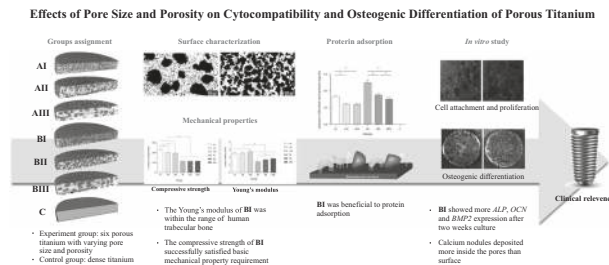 Effects of Pore Size and Porosity on Cytocompatibility and Osteogenic Differentiation of Porous Titanium
Groups assignment
Surface characterization
Proterin adsorption
In vitro study
AI
AII
AIII
BI
BII
BIII
C
Mechanical properties
Compressive strength
Young's modulus
Cell attachment and proliferation
Osteogenic differentiation
Clinical relevence
• Experiment group: six porous
titanium with varying pore
size and porosity
• Control group: dense titanium
• The Young's modulus of BI was
within the range of human
trabecular bone
• The compressive strength of BI
successfully satisfied basic
mechanical property requirement
BI was beneficial to protein
adsorption
• BI showed more ALP, OCN
and BMP2 expression after
two weeks culture
• Calcium nodules deposited
more inside the pores than
surface